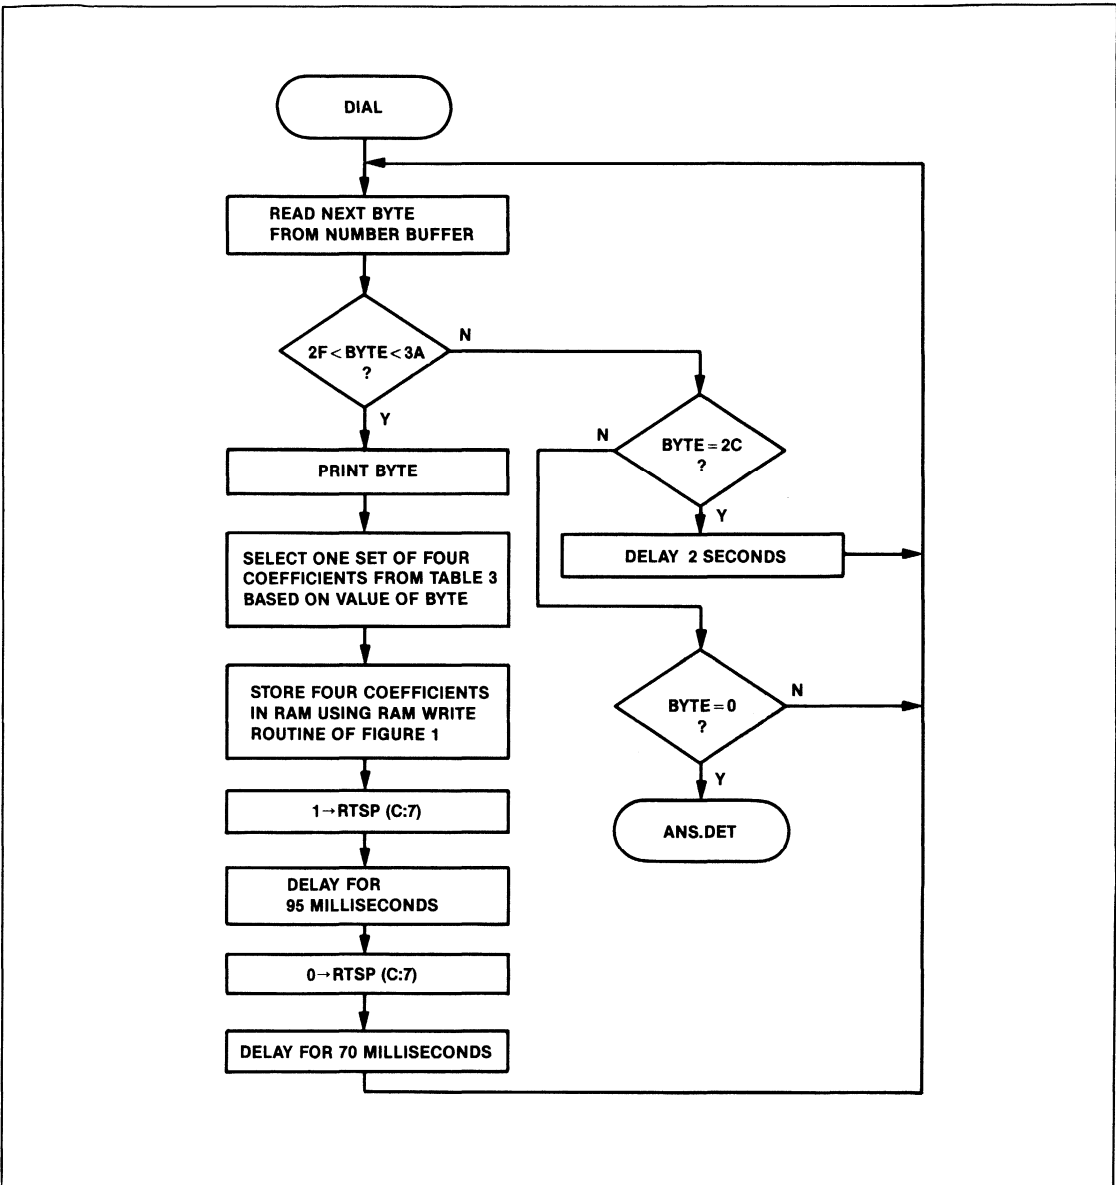 DIAL
READ NEXT BYTE
FROM NUMBER BUFFER
2F < BYTE < 3A
?
N
Y
PRINT BYTE
SELECT ONE SET OF FOUR
COEFFICIENTS FROM TABLE 3
BASED ON VALUE OF BYTE
STORE FOUR COEFFICIENTS
IN RAM USING RAM WRITE
ROUTINE OF FIGURE 1
1→RTSP (C:7)
DELAY FOR
95 MILLISECONDS
0→RTSP (C:7)
DELAY FOR 70 MILLISECONDS
BYTE = 2C
?
N
Y
DELAY 2 SECONDS
BYTE = 0
?
N
Y
ANS.DET